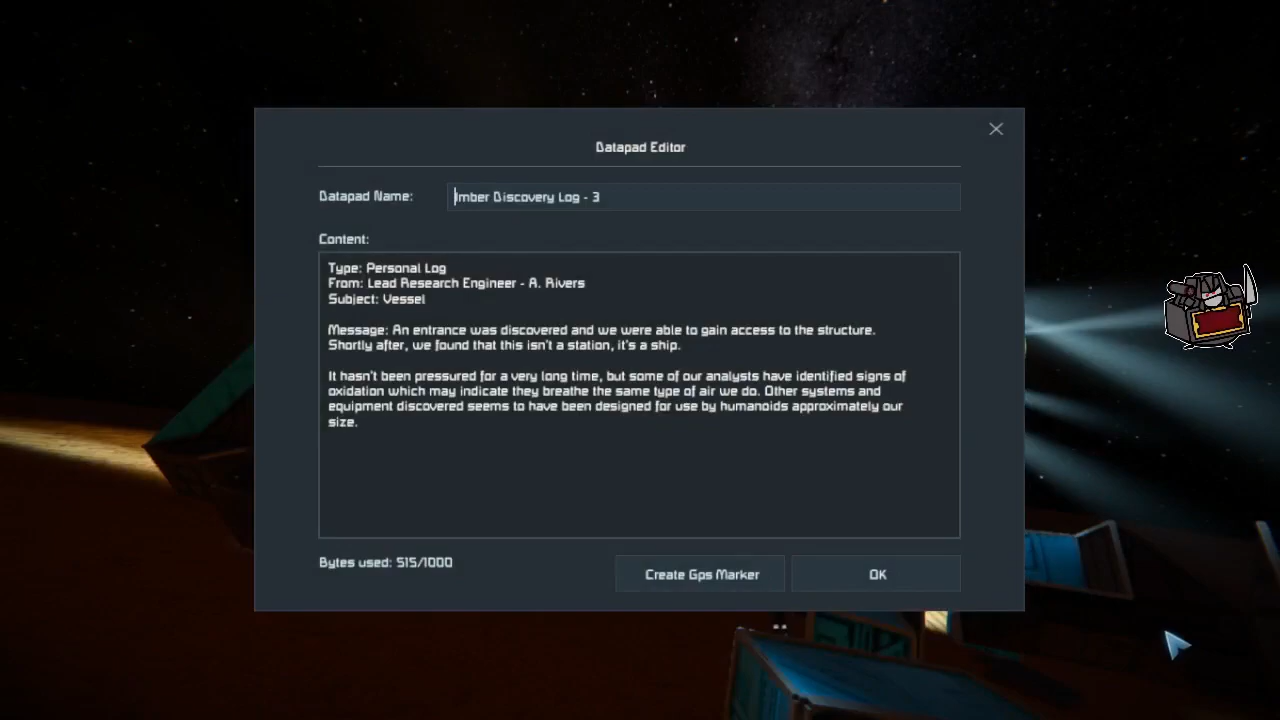 Datapad Editor
Datapad Name:
Imber Discovery Log - 3
Content:
Type: Personal Log
From: Lead Research Engineer - A. Rivers
Subject: Vessel
Message: An entrance was discovered and we were able to gain access to the structure.
Shortly after, we found that this isn't a station, it's a ship.
It hasn't been pressured for a very long time, but some of our analysts have identified signs of
oxidation which may indicate they breathe the same type of air we do. Other systems and
equipment discovered seems to have been designed for use by humanoids approximately our
size.
Bytes used: 515/1000
Create Gps Marker
OK